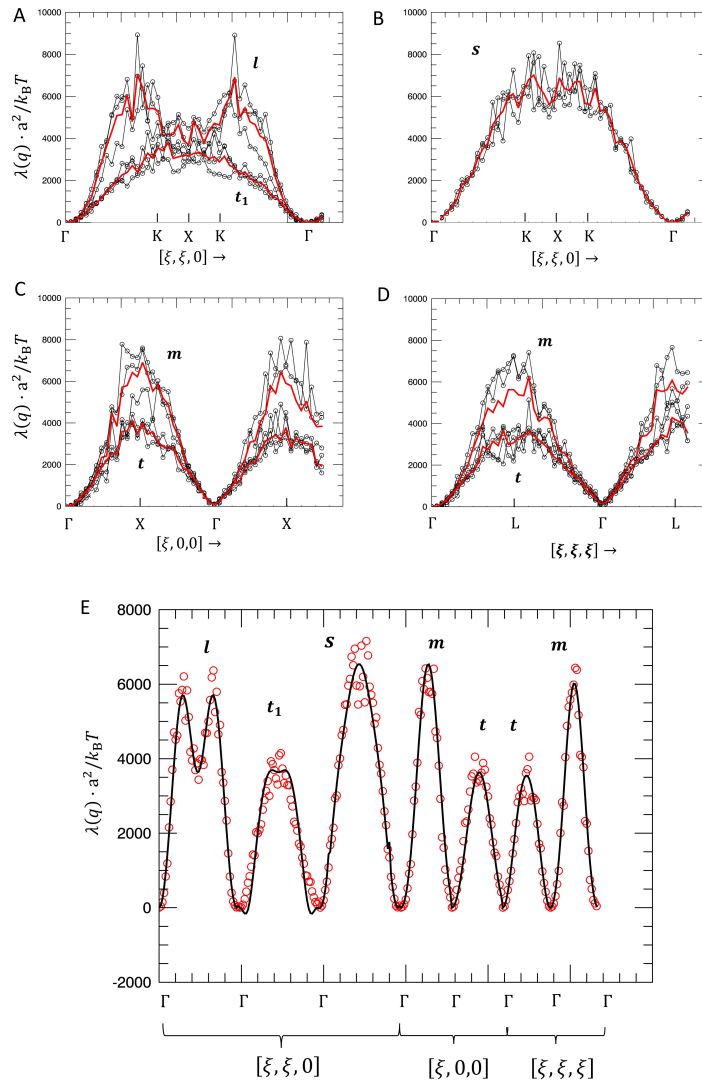 A
B
10000
8000
6000
4000
2000
0
λ(q) · a²/k_BT
l
t₁
Γ
K
X
K
Γ
[ξ, ξ, 0] →
10000
8000
6000
4000
2000
0
s
Γ
K
X
K
Γ
[ξ, ξ, 0] →
C
D
10000
8000
6000
4000
2000
0
λ(q) · a²/k_BT
m
t
Γ
X
Γ
X
[ξ, 0,0] →
10000
8000
6000
4000
2000
0
m
t
Γ
L
Γ
L
[ξ, ξ, ξ] →
E
8000
6000
4000
2000
0
-2000
λ(q) · a²/k_BT
l
t₁
s
m
t
t
m
Γ
Γ
Γ
Γ
Γ
Γ
Γ
Γ
[ξ, ξ, 0]
[ξ, 0,0]
[ξ, ξ, ξ]